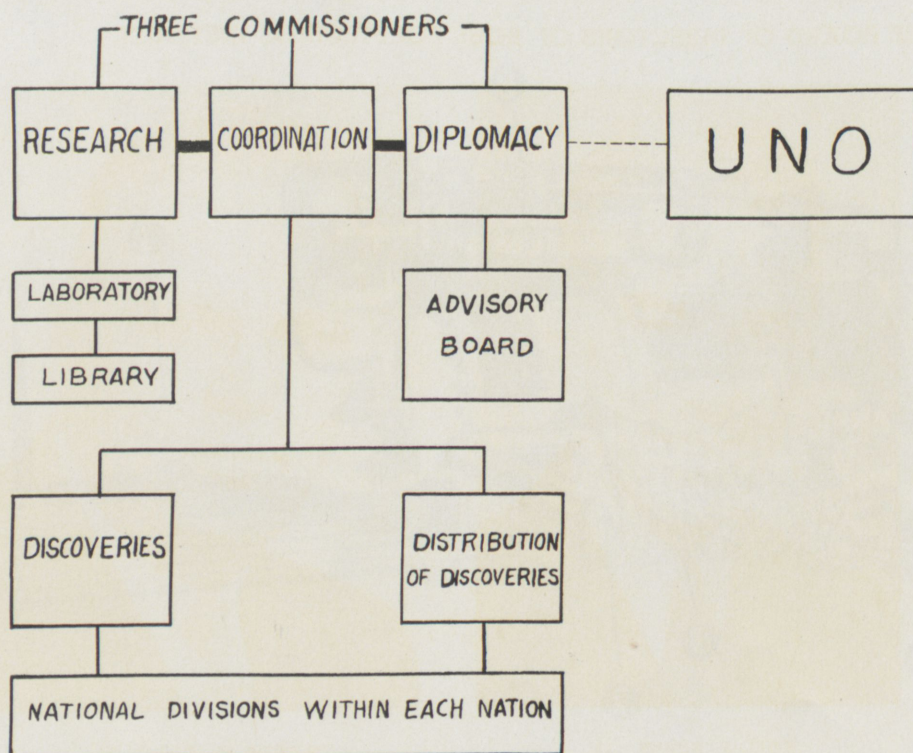 THREE COMMISSIONERS
RESEARCH
COORDINATION
DIPLOMACY
UNO
LABORATORY
LIBRARY
ADVISORY
BOARD
DISCOVERIES
DISTRIBUTION
OF DISCOVERIES
NATIONAL DIVISIONS WITHIN EACH NATION